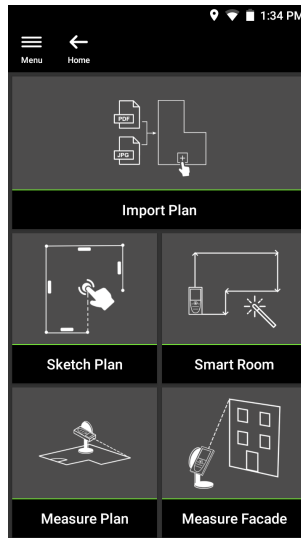 1:34 PM
Menu
Home
PDF
JPG
Import Plan
Sketch Plan
Smart Room
Measure Plan
Measure Facade